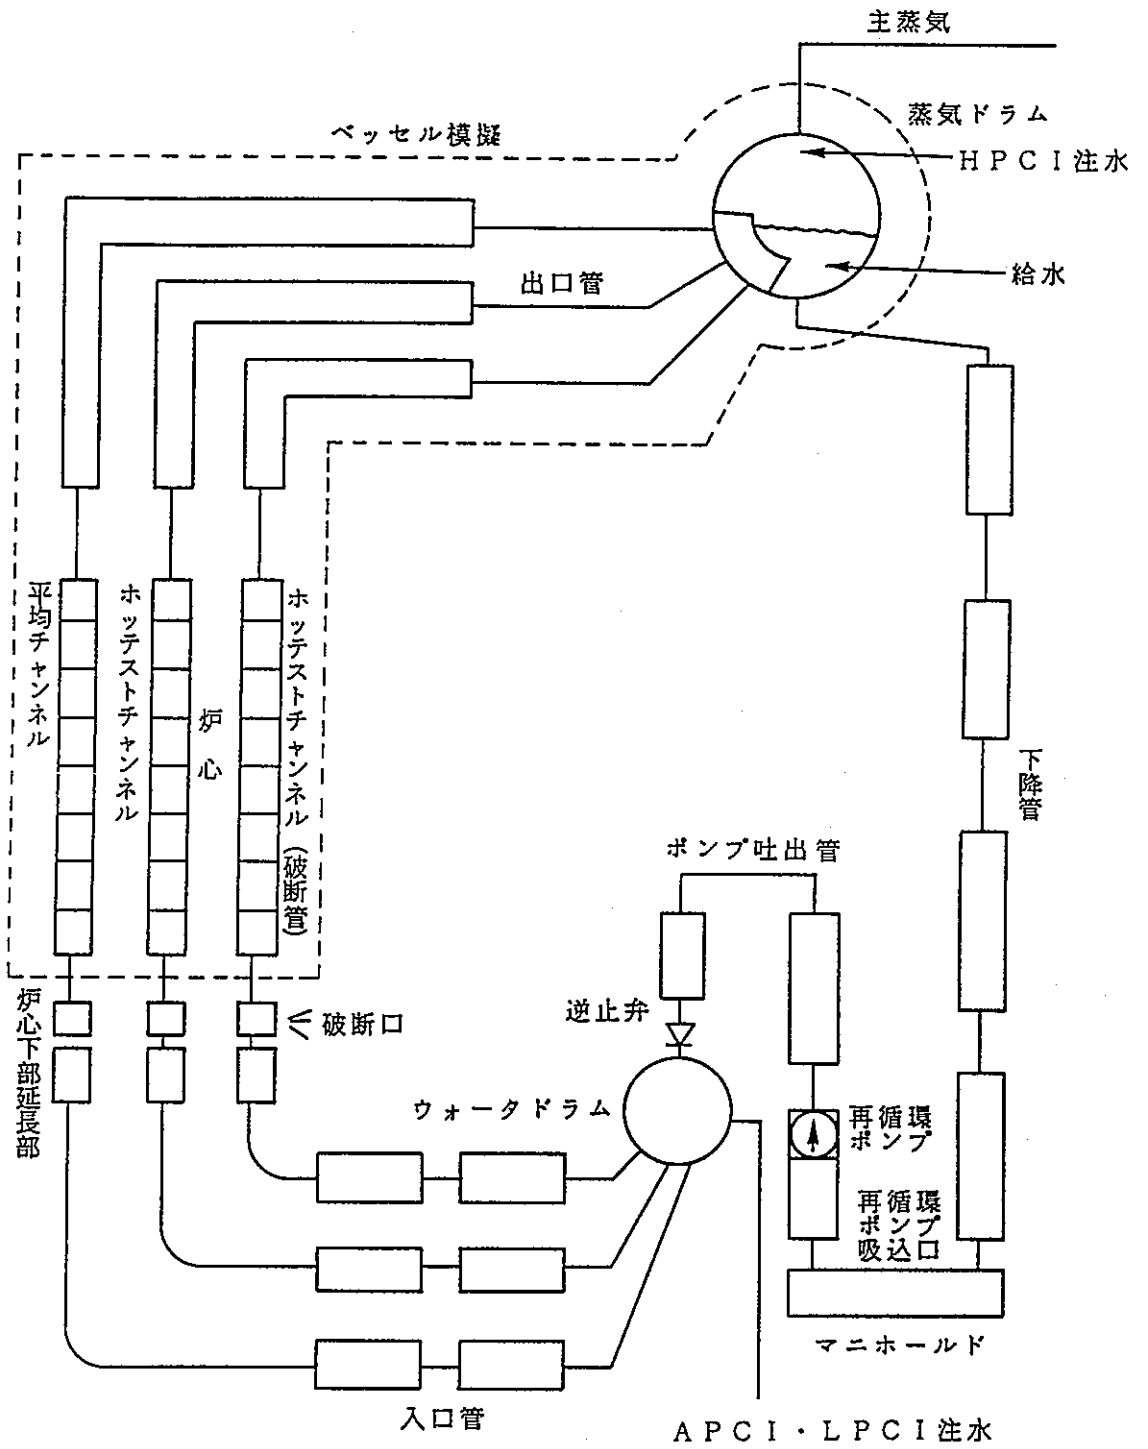 主蒸気
蒸気ドラム
ベッセル模擬
HPCI注水
給水
出口管
平均チャンネル
ホッテストチャンネル
炉心
ホッテストチャンネル(破断管)
下降管
ポンプ吐出管
炉心下部延長部
破断口
逆止弁
ウォータドラム
再循環
ポンプ
再循環
ポンプ
吸込口
マニホールド
入口管
APCI・LPCI注水